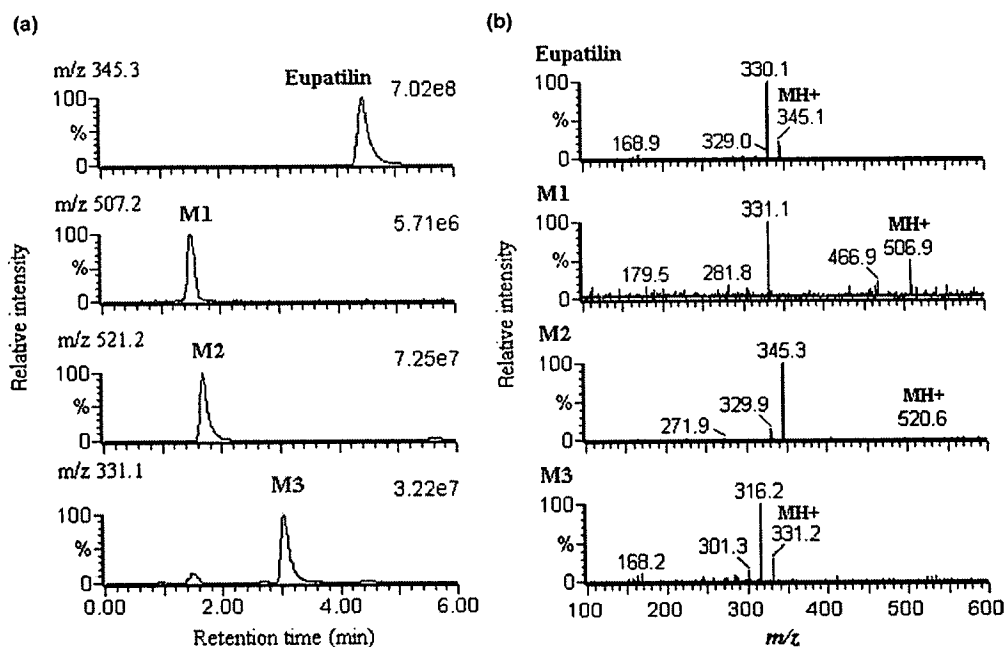 (a)
m/z 345.3
Eupatilin
7.02e8
100
%
0
m/z 507.2
M1
5.71e6
100
%
0
m/z 521.2
M2
7.25e7
100
%
0
m/z 331.1
M3
3.22e7
100
%
0
0.00 2.00 4.00 6.00
Retention time (min)
Relative intensity
(b)
Eupatilin
330.1
MH+
345.1
329.0
168.9
100
%
0
M1
331.1
MH+
506.9
466.9
281.8
179.5
100
%
0
M2
345.3
MH+
520.6
329.9
271.9
100
%
0
M3
316.2
MH+
331.2
301.3
168.2
100
%
0
100 200 300 400 500 600
m/z
Relative intensity